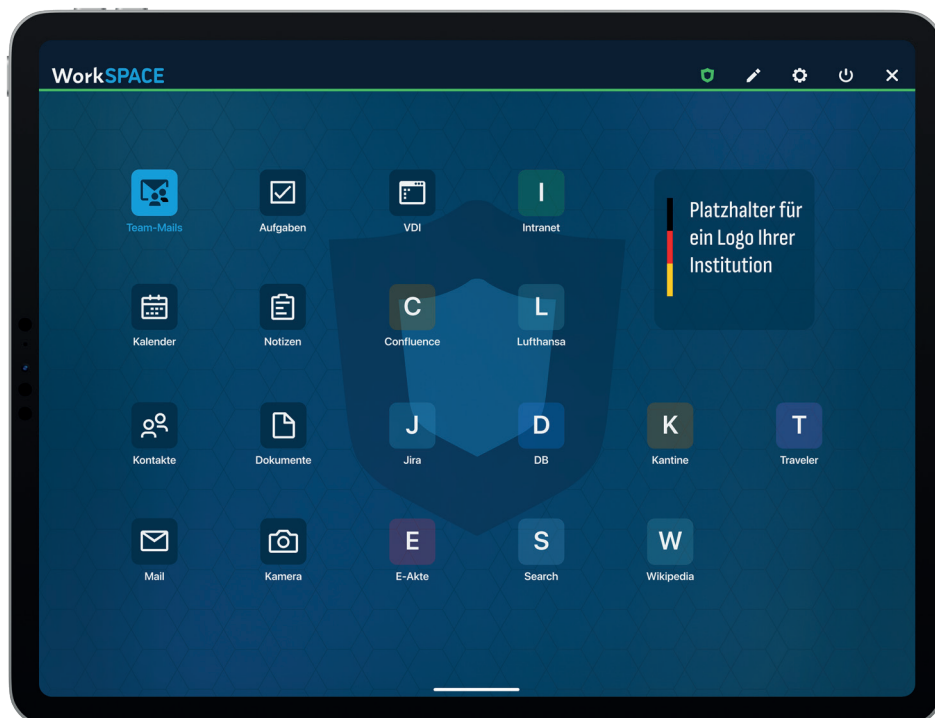 WorkSPACE
Team-Mails
Aufgaben
VDI
I
Intranet
Platzhalter für
ein Logo Ihrer
Institution
Kalender
Notizen
C
Confluence
L
Lufthansa
Kontakte
Dokumente
J
Jira
D
DB
K
Kantine
T
Traveler
Mail
Kamera
E
E-Akte
S
Search
W
Wikipedia